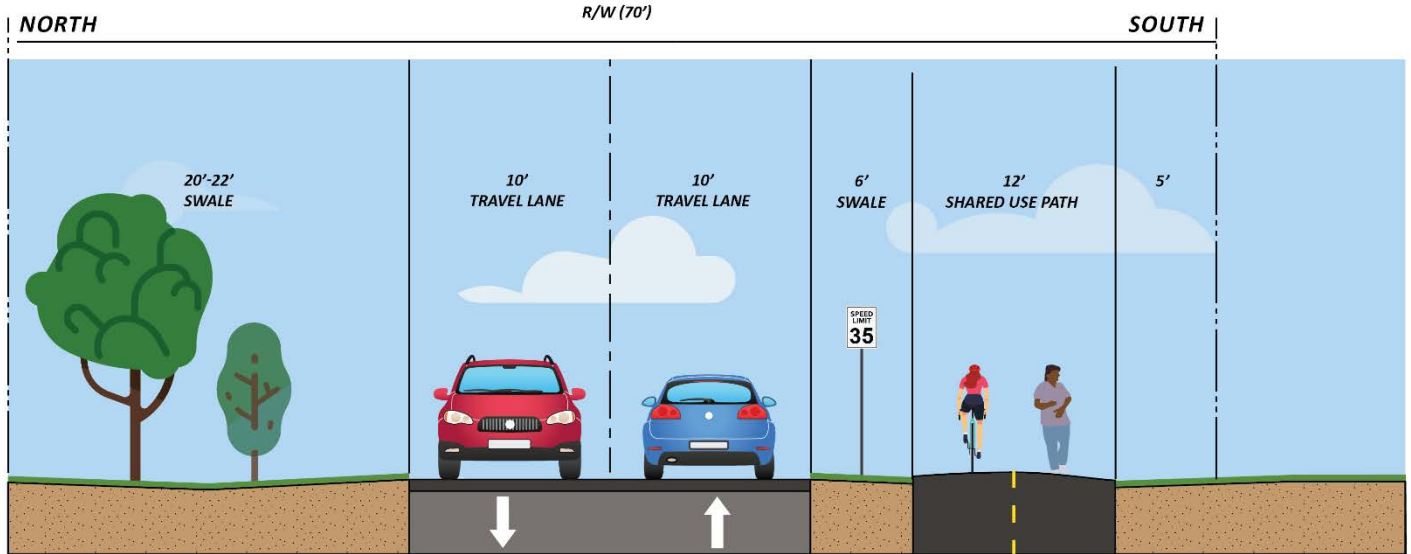 R/W (70’)
NORTH
SOUTH
20’-22’
SWALE
10’
TRAVEL LANE
10’
TRAVEL LANE
6’
SWALE
12’
SHARED USE PATH
5’
SPEED
LIMIT
35